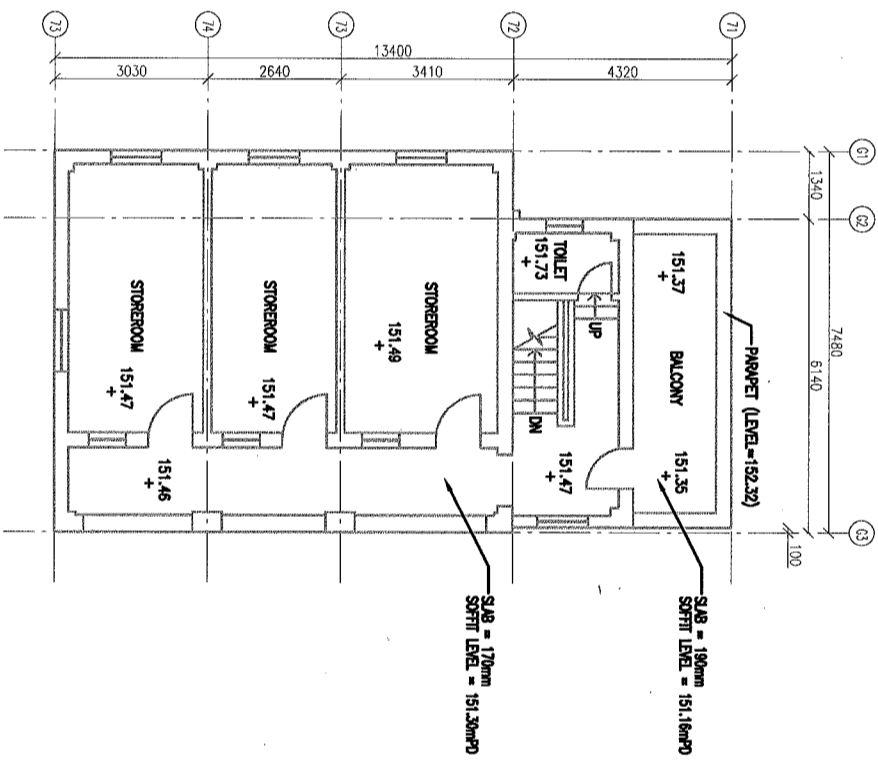 73
74
73
72
71
13400
3030
2640
3410
4320
G1
G2
G3
1340
7480
6140
100
STOREROOM
151.47
+
STOREROOM
151.47
+
STOREROOM
151.49
+
TOILET
151.73
+
UP
DN
151.47
+
151.46
+
151.37
+
BALCONY
151.35
+
PARAPET (LEVEL=152.32)
SLAB = 190mm
SOFFIT LEVEL = 151.16mPD
SLAB = 170mm
SOFFIT LEVEL = 151.30mPD